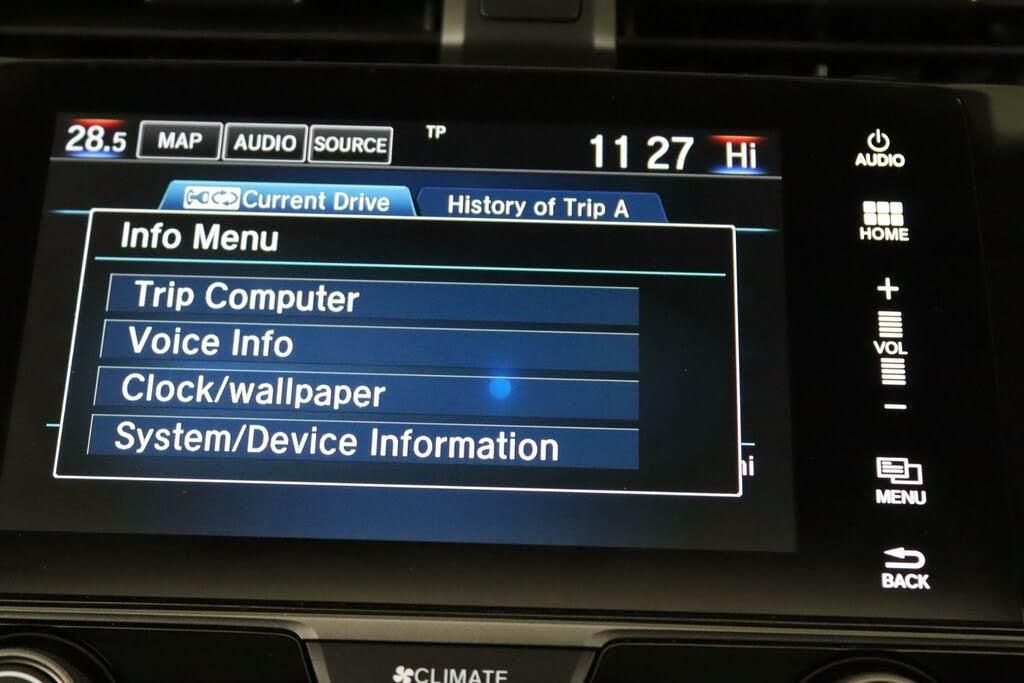 28.5 MAP AUDIO SOURCE TP 11 27 Hi
Current Drive History of Trip A
Info Menu
Trip Computer
Voice Info
Clock/wallpaper
System/Device Information
AUDIO
HOME
+
VOL
−
MENU
BACK
CLIMATE